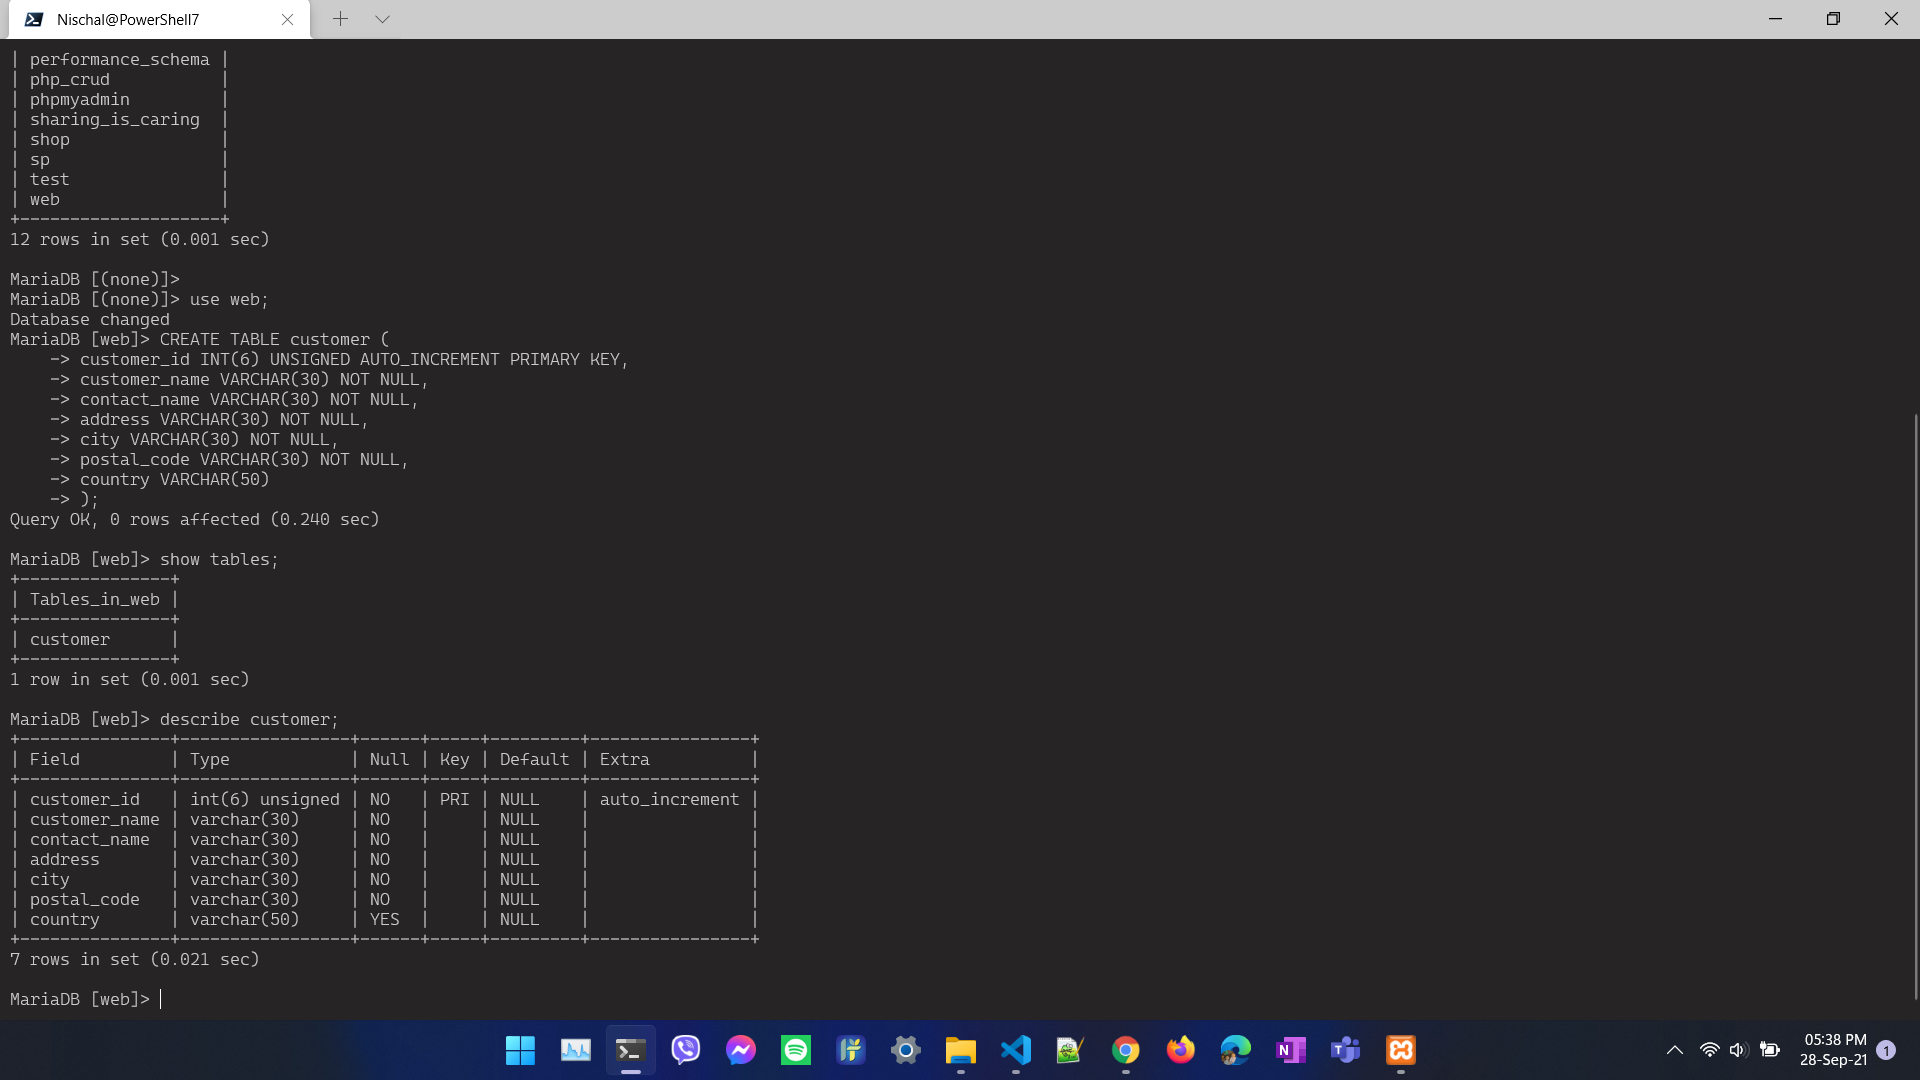 Nischal@PowerShell7
| performance_schema |
| php_crud           |
| phpmyadmin         |
| sharing_is_caring  |
| shop               |
| sp                 |
| test               |
| web                |
+--------------------+
12 rows in set (0.001 sec)
MariaDB [(none)]>
MariaDB [(none)]> use web;
Database changed
MariaDB [web]> CREATE TABLE customer (
    -> customer_id INT(6) UNSIGNED AUTO_INCREMENT PRIMARY KEY,
    -> customer_name VARCHAR(30) NOT NULL,
    -> contact_name VARCHAR(30) NOT NULL,
    -> address VARCHAR(30) NOT NULL,
    -> city VARCHAR(30) NOT NULL,
    -> postal_code VARCHAR(30) NOT NULL,
    -> country VARCHAR(50)
    -> );
Query OK, 0 rows affected (0.240 sec)
MariaDB [web]> show tables;
+---------------+
| Tables_in_web |
+---------------+
| customer      |
+---------------+
1 row in set (0.001 sec)
MariaDB [web]> describe customer;
+---------------+-----------------+------+-----+---------+----------------+
| Field         | Type            | Null | Key | Default | Extra          |
+---------------+-----------------+------+-----+---------+----------------+
| customer_id   | int(6) unsigned | NO   | PRI | NULL    | auto_increment |
| customer_name | varchar(30)     | NO   |     | NULL    |                |
| contact_name  | varchar(30)     | NO   |     | NULL    |                |
| address       | varchar(30)     | NO   |     | NULL    |                |
| city          | varchar(30)     | NO   |     | NULL    |                |
| postal_code   | varchar(30)     | NO   |     | NULL    |                |
| country       | varchar(50)     | YES  |     | NULL    |                |
+---------------+-----------------+------+-----+---------+----------------+
7 rows in set (0.021 sec)
MariaDB [web]>
05:38 PM
28-Sep-21
1